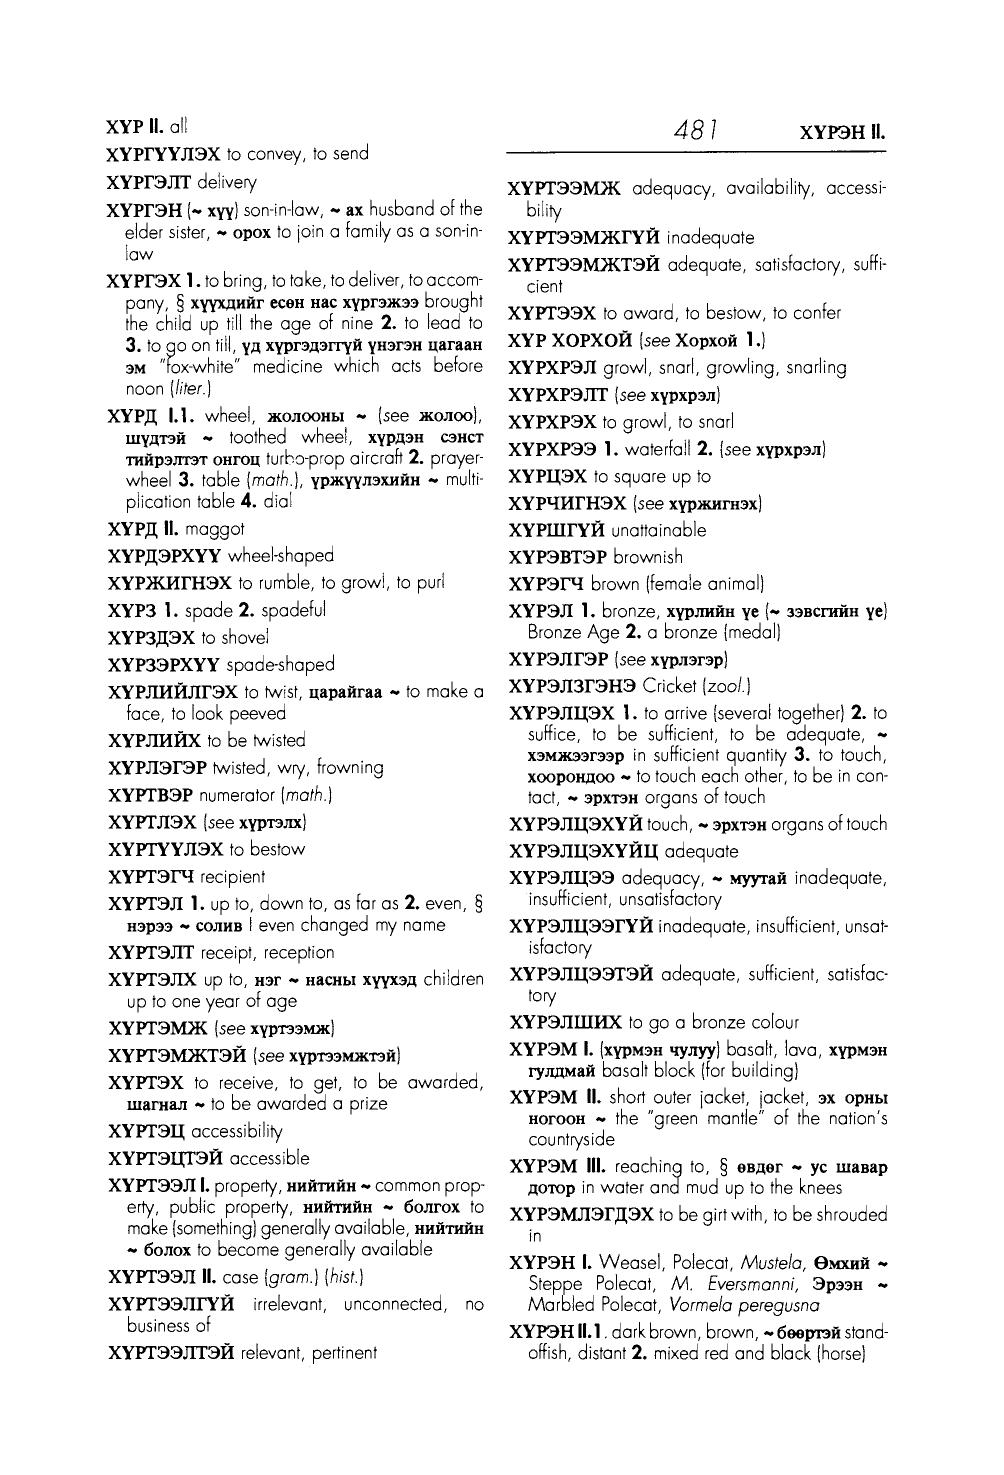 ХҮР II. all
ХҮРГҮҮЛЭХ to convey, to send
ХҮРГЭЛТ delivery
ХҮРГЭН (~ хүү) son-in-law, ~ ах husband of the
elder sister, ~ орох to join a family as a son-in-
law
ХҮРГЭХ 1. to bring, to take, to deliver, to accom-
pany, § хүүхдийг есөн нас хүргэжээ brought
the child up till the age of nine 2. to lead to
3. to go on till, үд хүргэдэггүй үнэгэн цагаан
эм "fox-white" medicine which acts before
noon (liter.)
ХҮРД I.1. wheel, жолооны ~ (see жолоо),
шүдтэй ~ toothed wheel, хүрдэн сэнст
тийрэлтэт онгоц turbo-prop aircraft 2. prayer-
wheel 3. table (math.), үржүүлэхийн ~ multi-
plication table 4. dial
ХҮРД II. maggot
ХҮРДЭРХҮҮ wheel-shaped
ХҮРЖИГНЭХ to rumble, to growl, to purl
ХҮРЗ 1. spade 2. spadeful
ХҮРЗДЭХ to shovel
ХҮРЗЭРХҮҮ spade-shaped
ХҮРЛИЙЛГЭХ to twist, царайгаа ~ to make a
face, to look peeved
ХҮРЛИЙХ to be twisted
ХҮРЛЭГЭР twisted, wry, frowning
ХҮРТВЭР numerator (math.)
ХҮРТЛЭХ (see хүртэлх)
ХҮРТҮҮЛЭХ to bestow
ХҮРТЭГЧ recipient
ХҮРТЭЛ 1. up to, down to, as far as 2. even, §
нэрээ ~ солив I even changed my name
ХҮРТЭЛТ receipt, reception
ХҮРТЭЛХ up to, нэг ~ насны хүүхэд children
up to one year of age
ХҮРТЭМЖ (see хүртээмж)
ХҮРТЭМЖТЭЙ (see хүртээмжтэй)
ХҮРТЭХ to receive, to get, to be awarded,
шагнал ~ to be awarded a prize
ХҮРТЭЦ accessibility
ХҮРТЭЦТЭЙ accessible
ХҮРТЭЭЛ I. property, нийтийн ~ common prop-
erty, public property, нийтийн ~ болгох to
make (something) generally available, нийтийн
~ болох to become generally available
ХҮРТЭЭЛ II. case (gram.) (hist.)
ХҮРТЭЭЛГҮЙ irrelevant, unconnected, no
business of
ХҮРТЭЭЛТЭЙ relevant, pertinent
481 ХҮРЭН II.
ХҮРТЭЭМЖ adequacy, availability, accessi-
bility
ХҮРТЭЭМЖГҮЙ inadequate
ХҮРТЭЭМЖТЭЙ adequate, satisfactory, suffi-
cient
ХҮРТЭЭХ to award, to bestow, to confer
ХҮР ХОРХОЙ (see Хорхой 1.)
ХҮРХРЭЛ growl, snarl, growling, snarling
ХҮРХРЭЛТ (see хүрхрэл)
ХҮРХРЭХ to growl, to snarl
ХҮРХРЭЭ 1. waterfall 2. (see хүрхрэл)
ХҮРЦЭХ to square up to
ХҮРЧИГНЭХ (see хүржигнэх)
ХҮРШГҮЙ unattainable
ХҮРЭВТЭР brownish
ХҮРЭГЧ brown (female animal)
ХҮРЭЛ 1. bronze, хүрлийн үе (~ зэвсгийн үе)
Bronze Age 2. a bronze (medal)
ХҮРЭЛГЭР (see хүрлэгэр)
ХҮРЭЛЗГЭНЭ Cricket (zool.)
ХҮРЭЛЦЭХ 1. to arrive (several together) 2. to
suffice, to be sufficient, to be adequate, ~
хэмжээгээр in sufficient quantity 3. to touch,
хоорондоо ~ to touch each other, to be in con-
tact, ~ эрхтэн organs of touch
ХҮРЭЛЦЭХҮЙ touch, ~ эрхтэн organs of touch
ХҮРЭЛЦЭХҮЙЦ adequate
ХҮРЭЛЦЭЭ adequacy, ~ муутай inadequate,
insufficient, unsatisfactory
ХҮРЭЛЦЭЭГҮЙ inadequate, insufficient, unsat-
isfactory
ХҮРЭЛЦЭЭТЭЙ adequate, sufficient, satisfac-
tory
ХҮРЭЛШИХ to go a bronze colour
ХҮРЭМ I. (хүрмэн чулуу) basalt, lava, хүрмэн
гулдмай basalt block (for building)
ХҮРЭМ II. short outer jacket, jacket, эх орны
ногоон ~ the "green mantle" of the nation's
countryside
ХҮРЭМ III. reaching to, § өвдөг ~ ус шавар
дотор in water and mud up to the knees
ХҮРЭМЛЭГДЭХ to be girt with, to be shrouded
in
ХҮРЭН I. Weasel, Polecat, Mustela, Өмхий ~
Steppe Polecat, M. Eversmanni, Эрээн ~
Marbled Polecat, Vormela peregusna
ХҮРЭН II.1. dark brown, brown, ~ бөөртэй stand-
offish, distant 2. mixed red and black (horse)